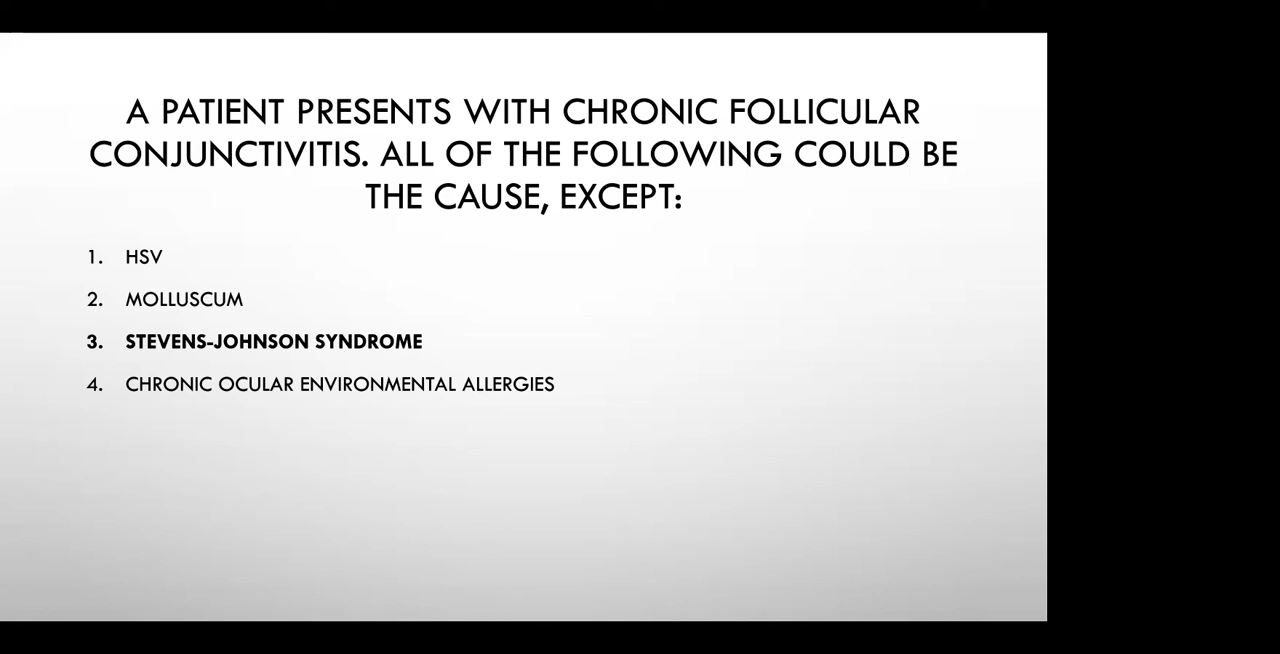 A PATIENT PRESENTS WITH CHRONIC FOLLICULAR
CONJUNCTIVITIS. ALL OF THE FOLLOWING COULD BE
THE CAUSE, EXCEPT:
1. HSV
2. MOLLUSCUM
3. STEVENS-JOHNSON SYNDROME
4. CHRONIC OCULAR ENVIRONMENTAL ALLERGIES